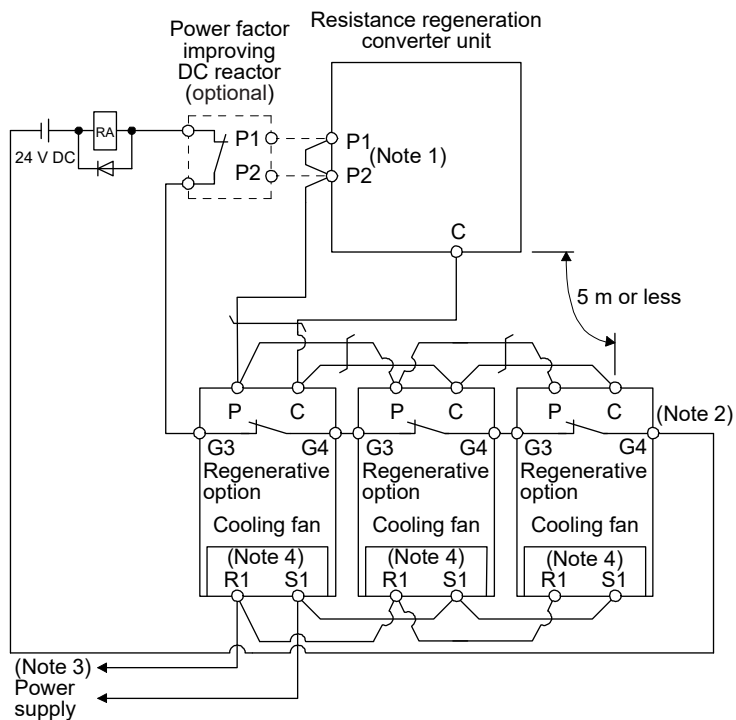 Power factor
improving
DC reactor
(optional)
Resistance regeneration
converter unit
RA
24 V DC
P1
P1
(Note 1)
P2
P2
C
5 m or less
P
C
P
C
P
C
(Note 2)
G3
G4
G3
G4
G3
G4
Regenerative
option
Regenerative
option
Regenerative
option
Cooling fan
Cooling fan
Cooling fan
(Note 4)
(Note 4)
(Note 4)
R1
S1
R1
S1
R1
S1
(Note 3)
Power
supply